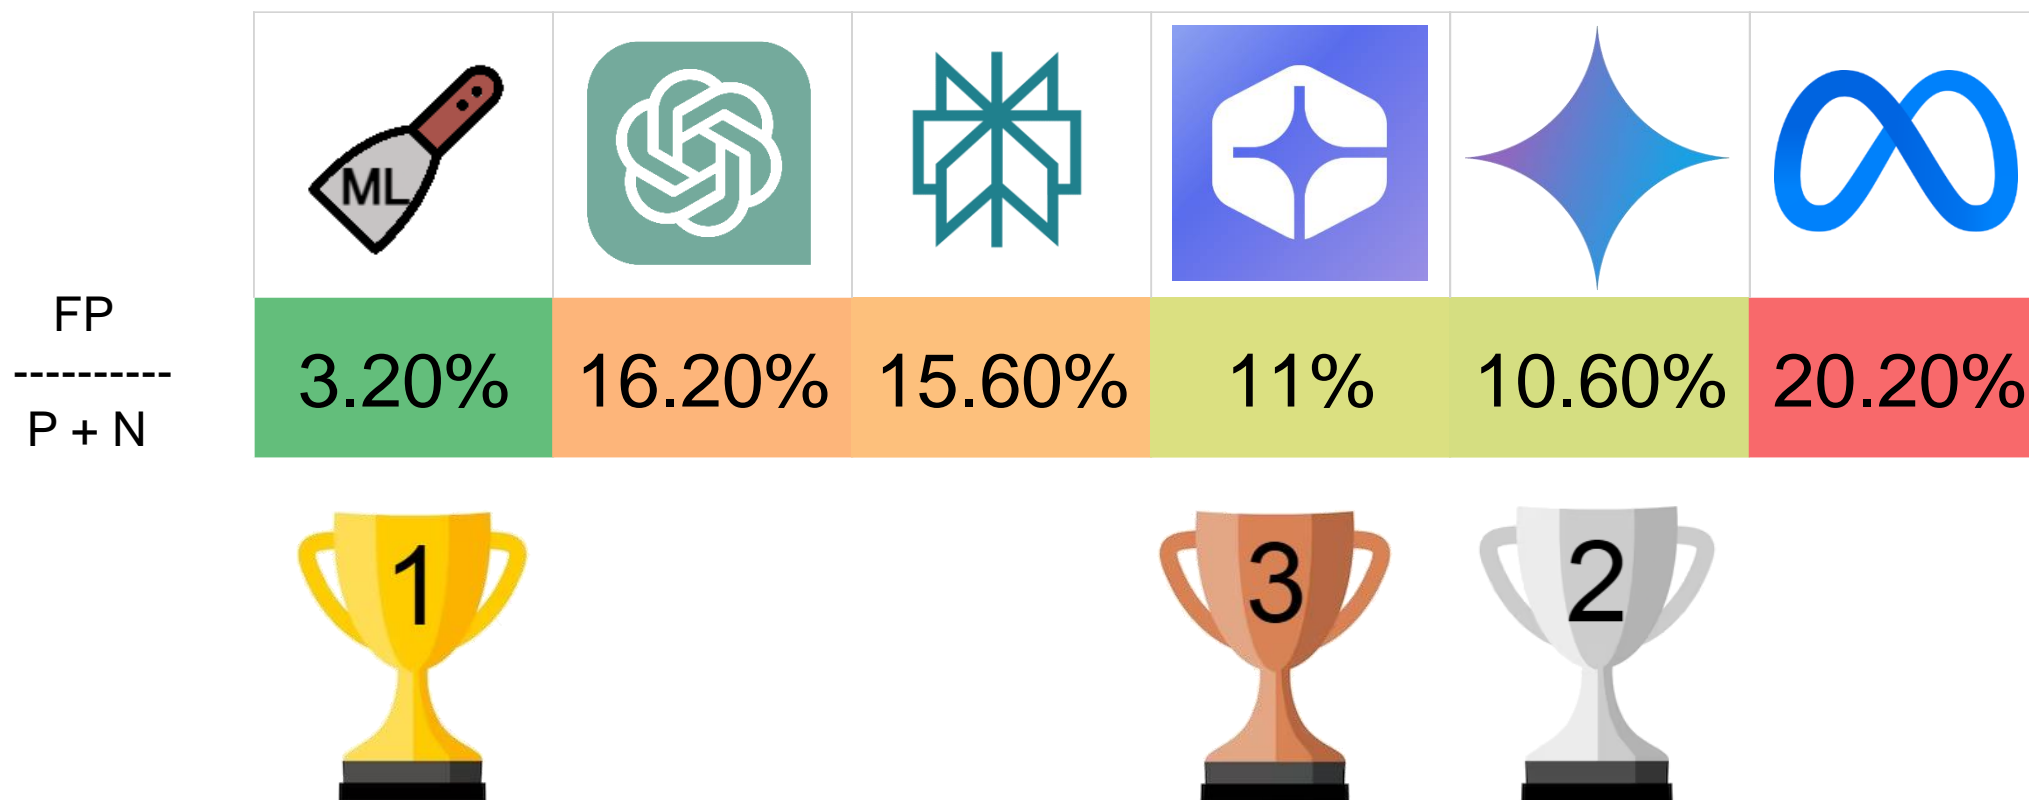 ML
FP
----------
P + N
3.20% 16.20% 15.60% 11% 10.60% 20.20%
1 3 2